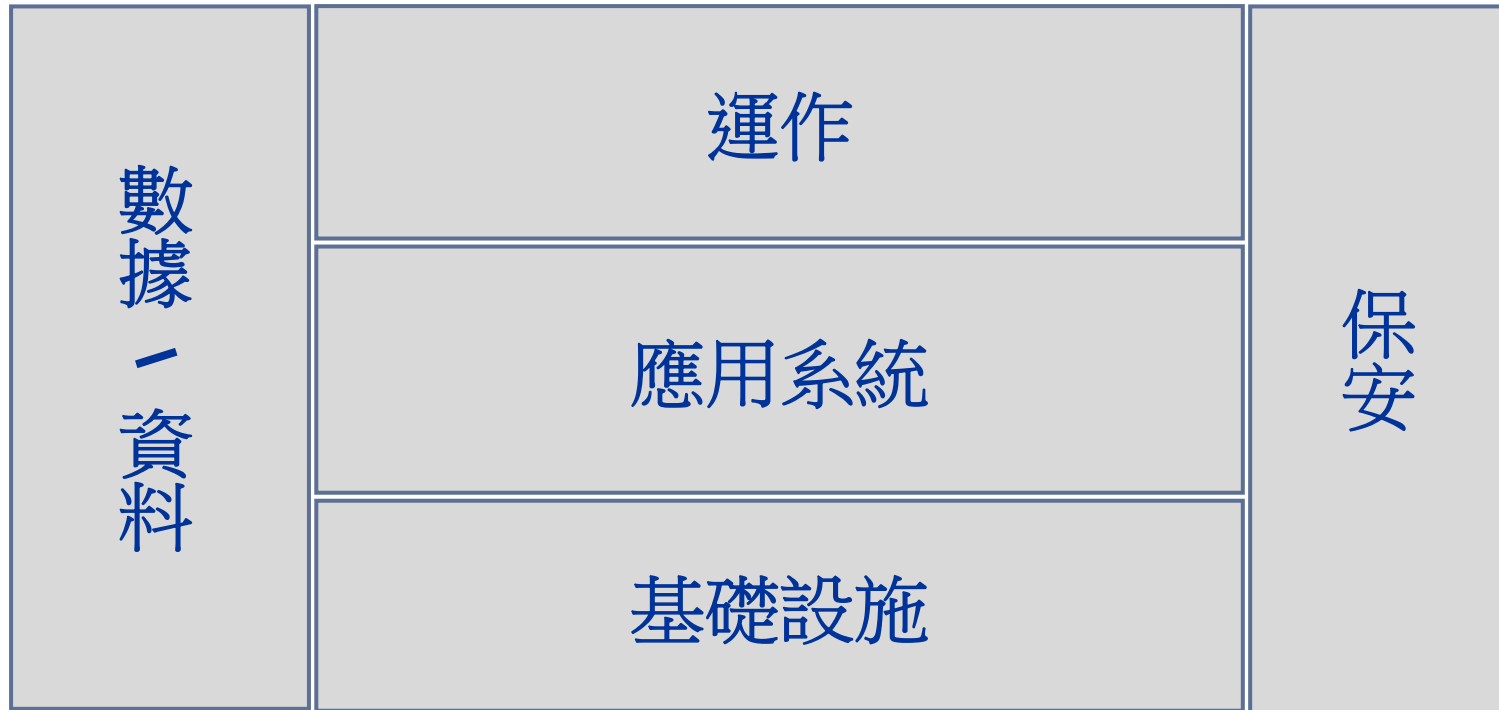 數據/資料
運作
應用系統
基礎設施
保安